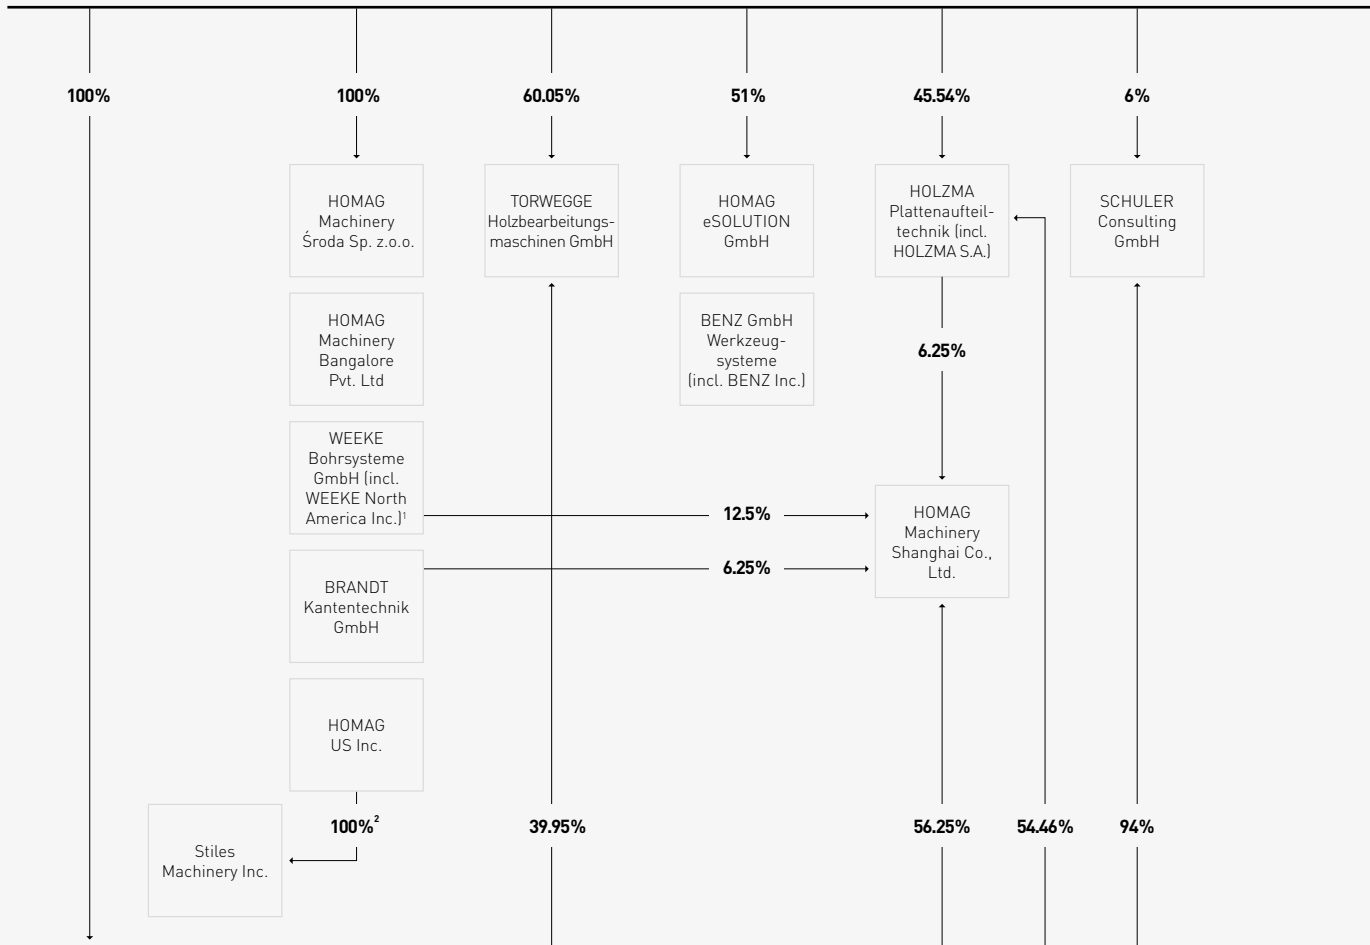 100%
100%
60.05%
51%
45.54%
6%
HOMAG
Machinery
Środa Sp. z.o.o.
TORWEGGE
Holzbearbeitungs-
maschinen GmbH
HOMAG
eSOLUTION
GmbH
HOLZMA
Plattenaufteil-
technik (incl.
HOLZMA S.A.)
SCHULER
Consulting
GmbH
HOMAG
Machinery
Bangalore
Pvt. Ltd
BENZ GmbH
Werkzeug-
systeme
(incl. BENZ Inc.)
6.25%
WEEKE
Bohrsysteme
GmbH (incl.
WEEKE North
America Inc.)¹
12.5%
HOMAG
Machinery
Shanghai Co.,
Ltd.
6.25%
BRANDT
Kantentechnik
GmbH
HOMAG
US Inc.
100%²
39.95%
56.25%
54.46%
94%
Stiles
Machinery Inc.